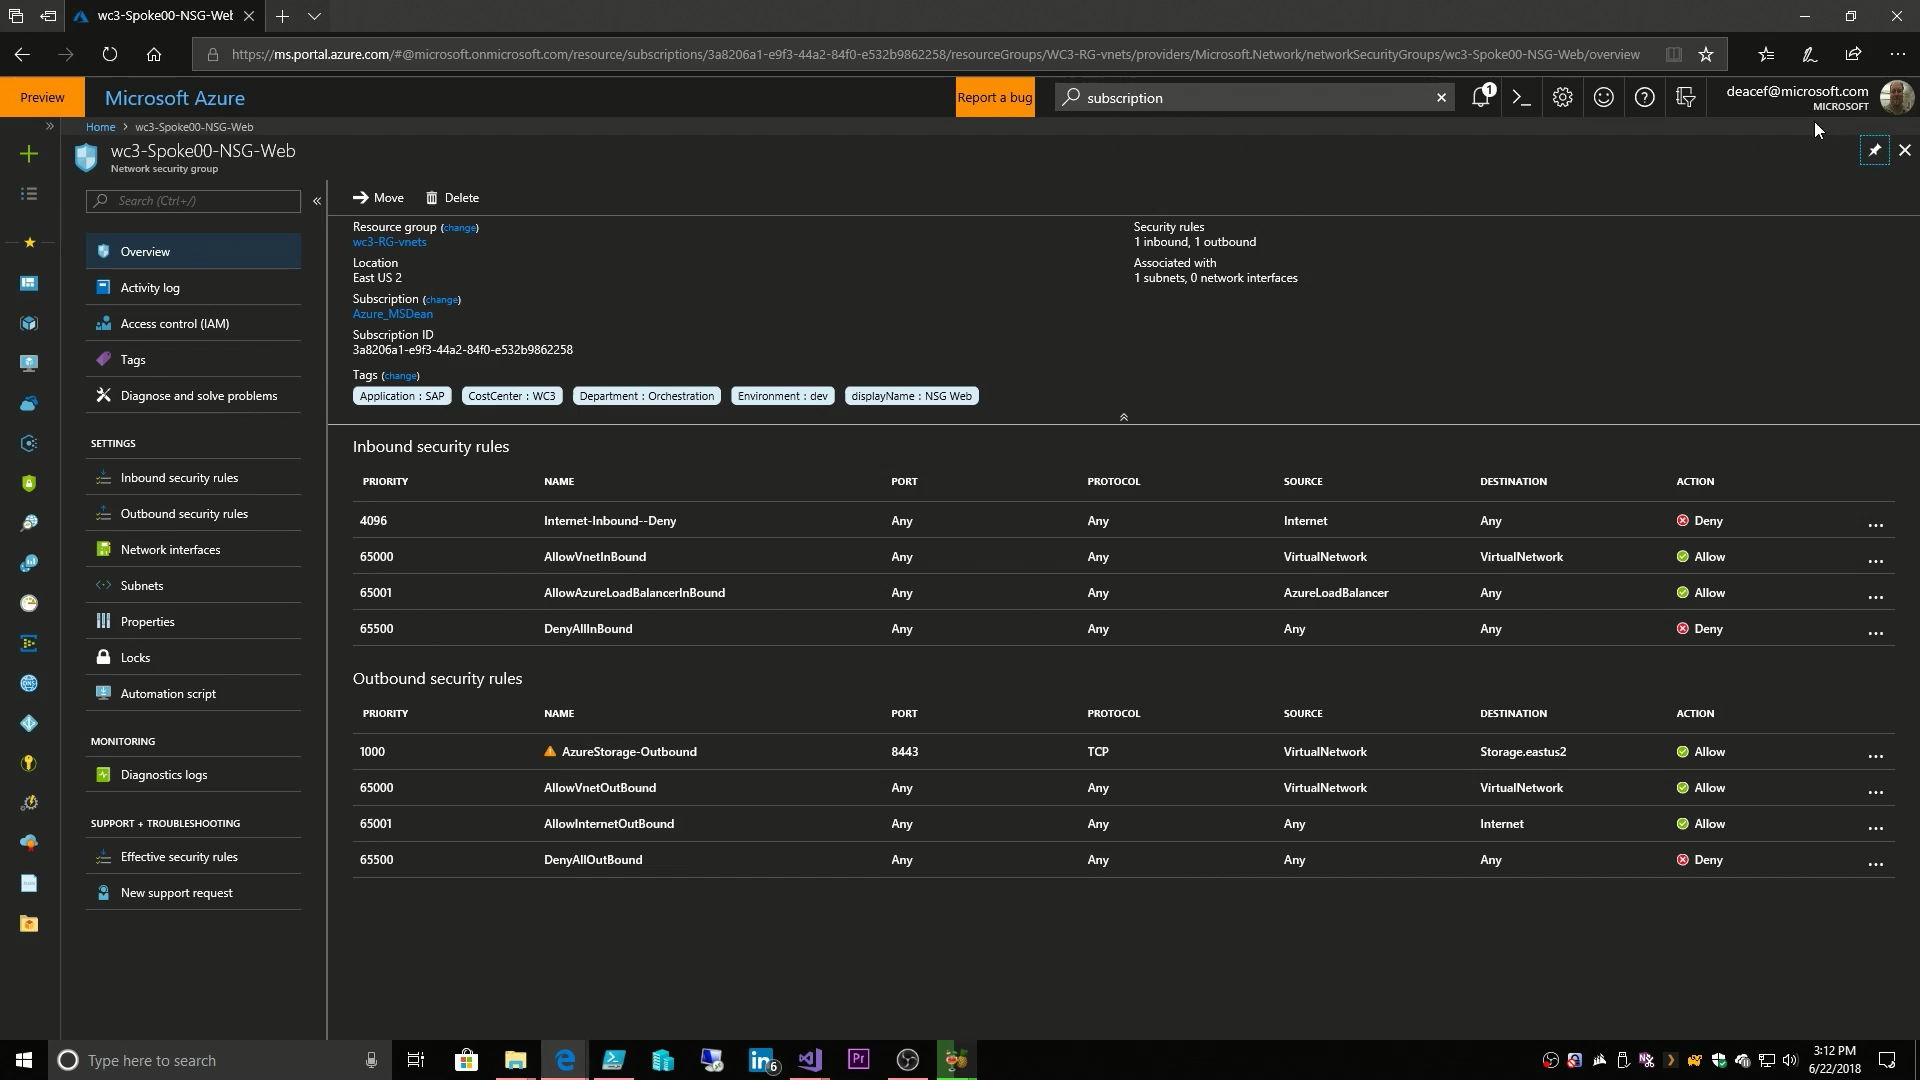 wc3-Spoke00-NSG-Web
https://ms.portal.azure.com/#@microsoft.onmicrosoft.com/resource/subscriptions/3a8206a1-e9f3-44a2-84f0-e532b9862258/resourceGroups/WC3-RG-vnets/providers/Microsoft.Network/networkSecurityGroups/wc3-Spoke00-NSG-Web/overview
Preview
Microsoft Azure
Report a bug
subscription
1
deacef@microsoft.com
MICROSOFT
Home > wc3-Spoke00-NSG-Web
wc3-Spoke00-NSG-Web
Network security group
Search (Ctrl+/)
Overview
Activity log
Access control (IAM)
Tags
Diagnose and solve problems
SETTINGS
Inbound security rules
Outbound security rules
Network interfaces
Subnets
Properties
Locks
Automation script
MONITORING
Diagnostics logs
SUPPORT + TROUBLESHOOTING
Effective security rules
New support request
Move Delete
Resource group (change)
wc3-RG-vnets
Location
East US 2
Subscription (change)
Azure_MSDean
Subscription ID
3a8206a1-e9f3-44a2-84f0-e532b9862258
Security rules
1 inbound, 1 outbound
Associated with
1 subnets, 0 network interfaces
Tags (change)
Application : SAP CostCenter : WC3 Department : Orchestration Environment : dev displayName : NSG Web
Inbound security rules
PRIORITY NAME PORT PROTOCOL SOURCE DESTINATION ACTION
4096 Internet-Inbound--Deny Any Any Internet Any Deny ...
65000 AllowVnetInBound Any Any VirtualNetwork VirtualNetwork Allow ...
65001 AllowAzureLoadBalancerInBound Any Any AzureLoadBalancer Any Allow ...
65500 DenyAllInBound Any Any Any Any Deny ...
Outbound security rules
PRIORITY NAME PORT PROTOCOL SOURCE DESTINATION ACTION
1000 AzureStorage-Outbound 8443 TCP VirtualNetwork Storage.eastus2 Allow ...
65000 AllowVnetOutBound Any Any VirtualNetwork VirtualNetwork Allow ...
65001 AllowInternetOutBound Any Any Any Internet Allow ...
65500 DenyAllOutBound Any Any Any Any Deny ...
Type here to search
in 6
Pr
3:12 PM
6/22/2018